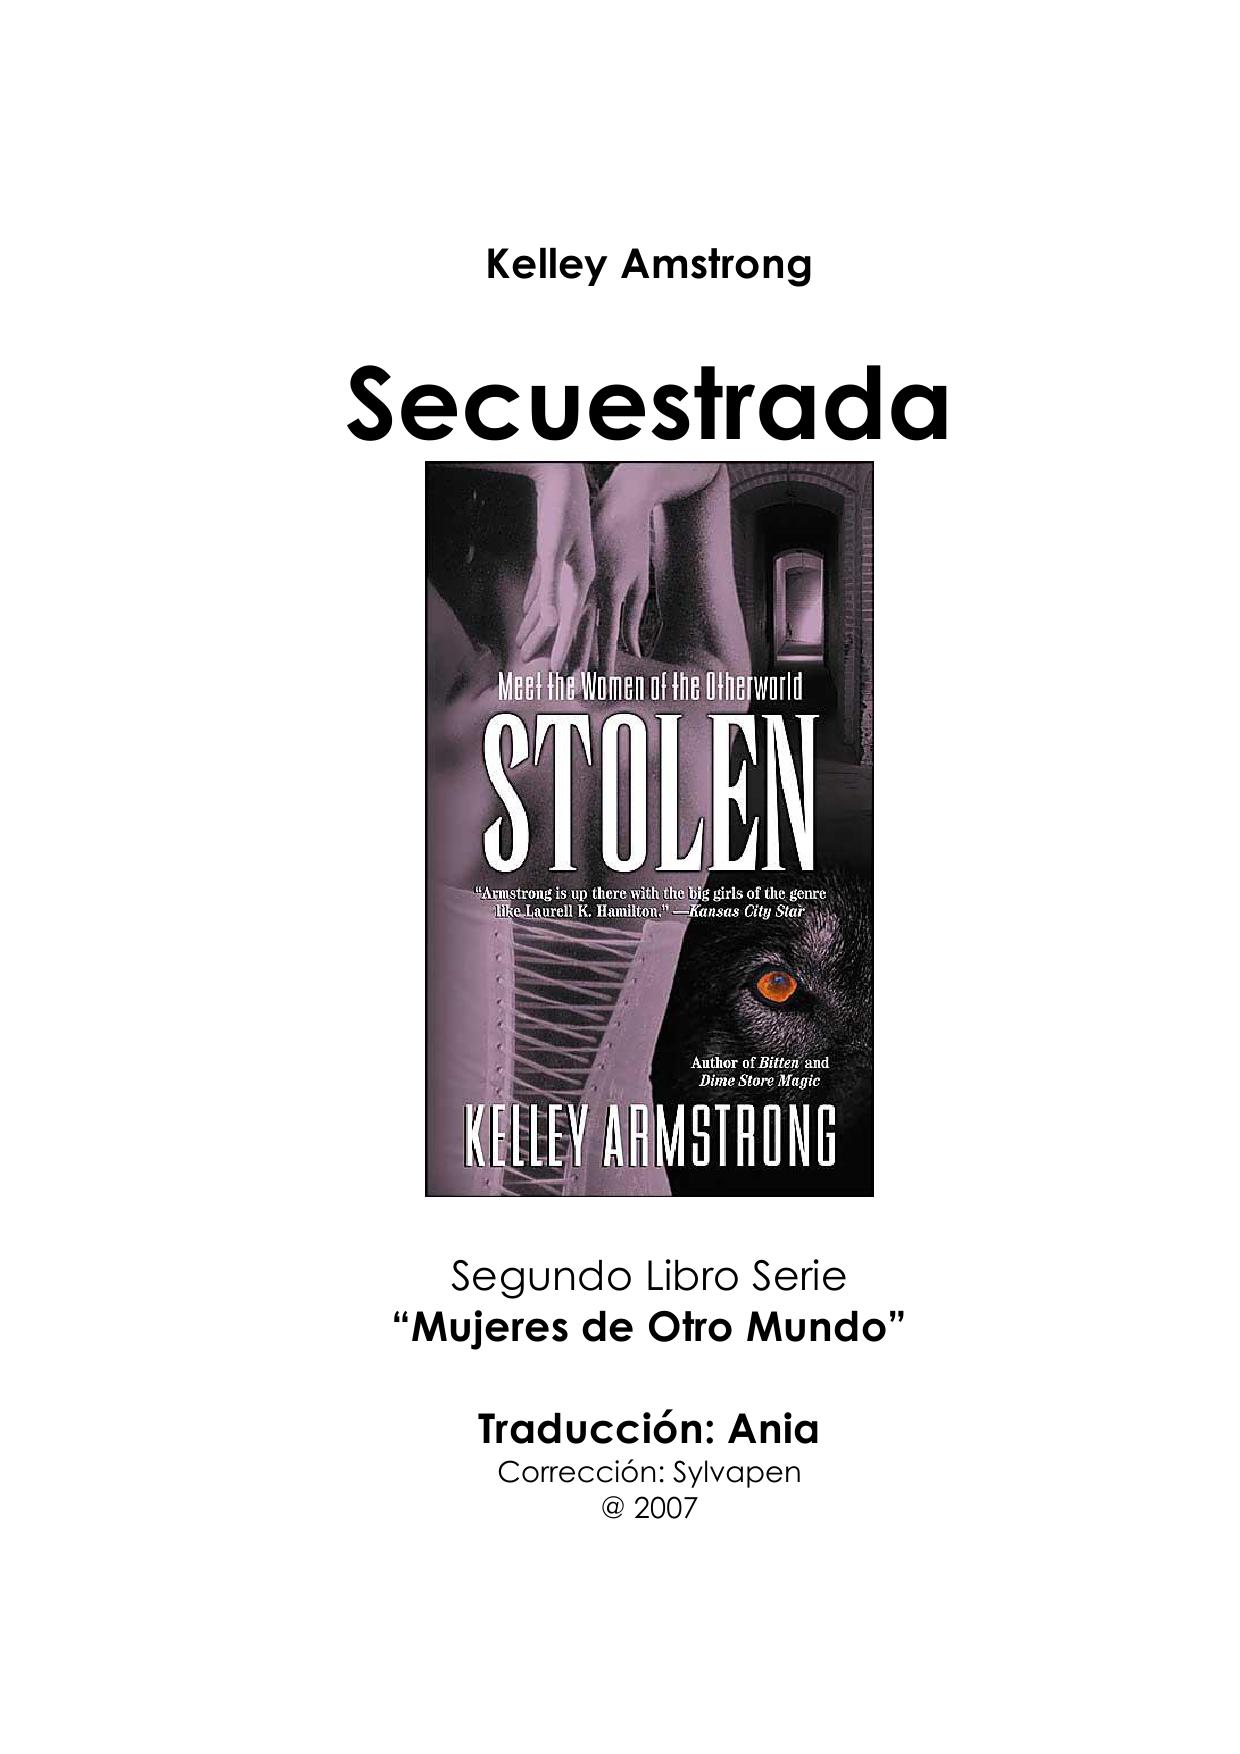 Kelley Amstrong
Secuestrada
Meet the Women of the Otherworld
STOLEN
“Armstrong is up there with the big girls of the genre
like Laurell K. Hamilton.” —Kansas City Star
Author of Bitten and
Dime Store Magic
KELLEY ARMSTRONG
Segundo Libro Serie
“Mujeres de Otro Mundo”
Traducción: Ania
Corrección: Sylvapen
@ 2007